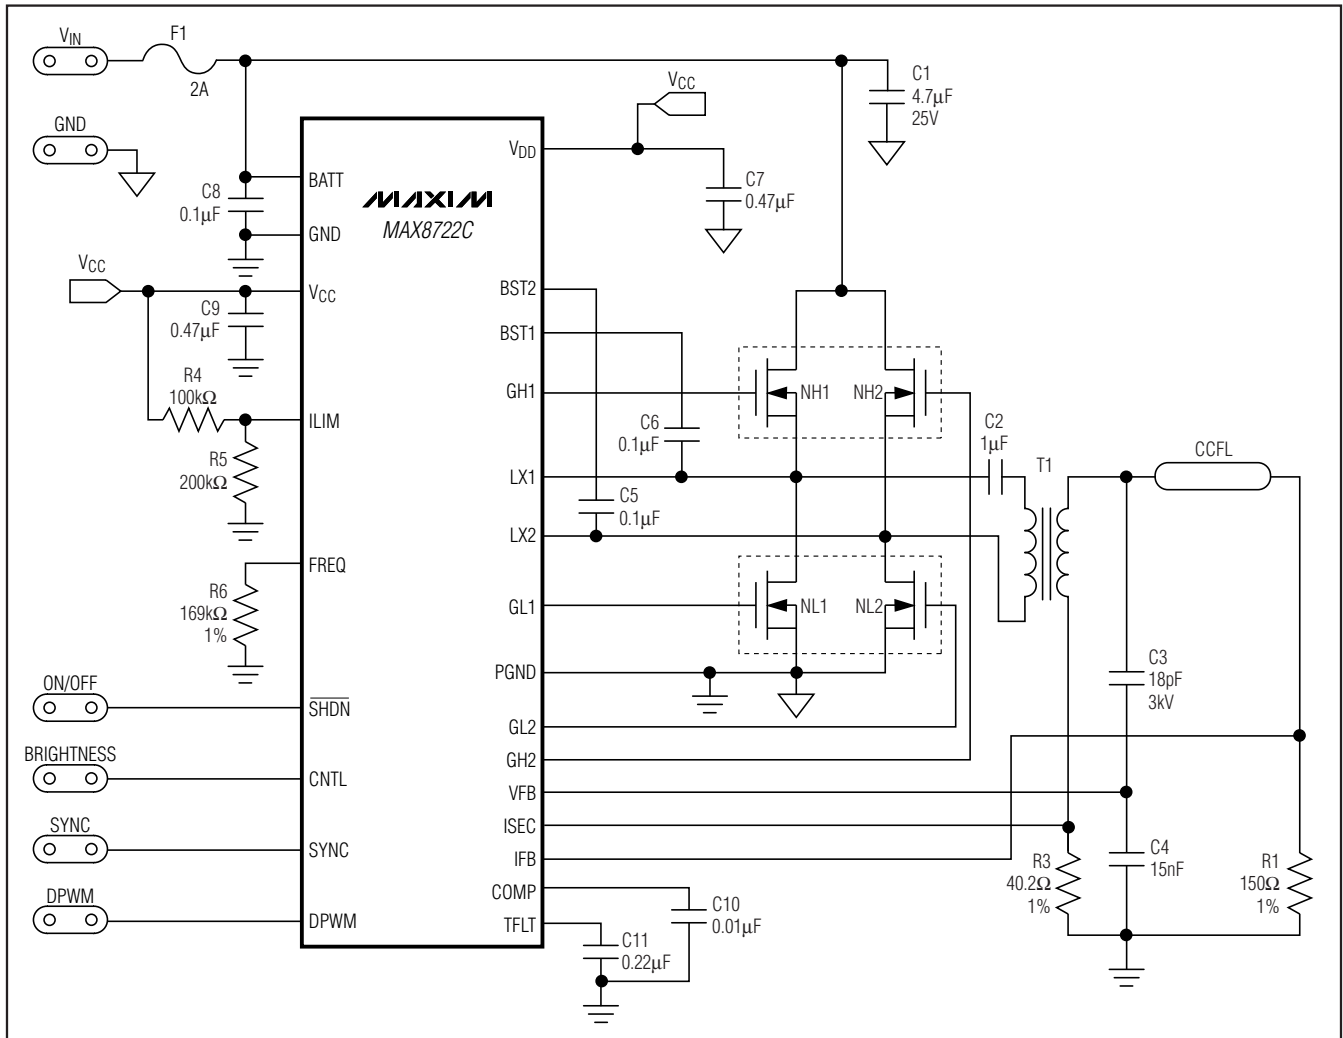 VIN
F1
2A
GND
C1
4.7µF
25V
VCC
VDD
C7
0.47µF
BATT
C8
0.1µF
GND
MAXIM
MAX8722C
VCC
VCC
C9
0.47µF
R4
100kΩ
ILIM
R5
200kΩ
FREQ
R6
169kΩ
1%
ON/OFF
SHDN
BRIGHTNESS
CNTL
SYNC
SYNC
DPWM
DPWM
BST2
BST1
GH1
NH1
NH2
C6
0.1µF
LX1
C5
0.1µF
LX2
GL1
NL1
NL2
PGND
GL2
GH2
VFB
ISEC
IFB
COMP
TFLT
C10
0.01µF
C11
0.22µF
C2
1µF
T1
CCFL
C3
18pF
3kV
R3
40.2Ω
1%
C4
15nF
R1
150Ω
1%